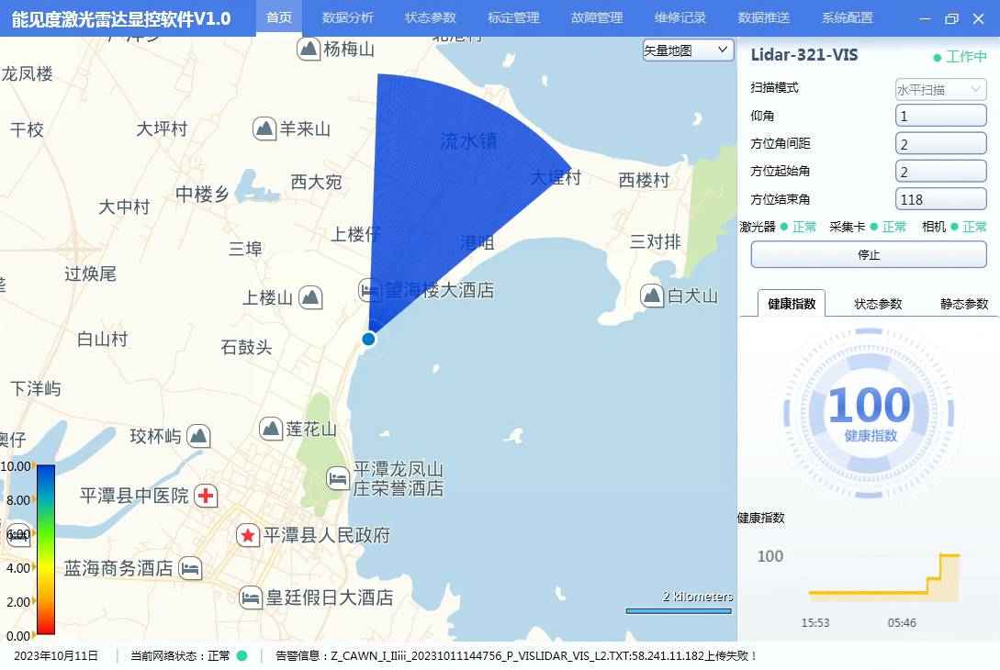 能见度激光雷达显控软件V1.0
首页 数据分析 状态参数 标定管理 故障管理 维修记录 数据推送 系统配置
北港村
杨梅山
矢量地图
龙凤楼
干校
大坪村
羊来山
流水镇
大埕村
西楼村
西大宛
中楼乡
大中村
上楼仔
港咀
三埠
三对排
过焕尾
上楼山
望海楼大酒店
白犬山
白山村
石鼓头
下洋屿
莲花山
珓杯屿
澳仔
平潭龙凤山
庄荣誉酒店
平潭县中医院
平潭县人民政府
蓝海商务酒店
皇廷假日大酒店
10.00
8.00
6.00
4.00
2.00
0.00
2 kilometers
Lidar-321-VIS
工作中
扫描模式 水平扫描
仰角 1
方位角间距 2
方位起始角 2
方位结束角 118
激光器 正常 采集卡 正常 相机 正常
停止
健康指数 状态参数 静态参数
100
健康指数
健康指数
100
15:53 05:46
2023年10月11日 当前网络状态：正常 告警信息：Z_CAWN_I_IIiii_20231011144756_P_VISLIDAR_VIS_L2.TXT:58.241.11.182上传失败！